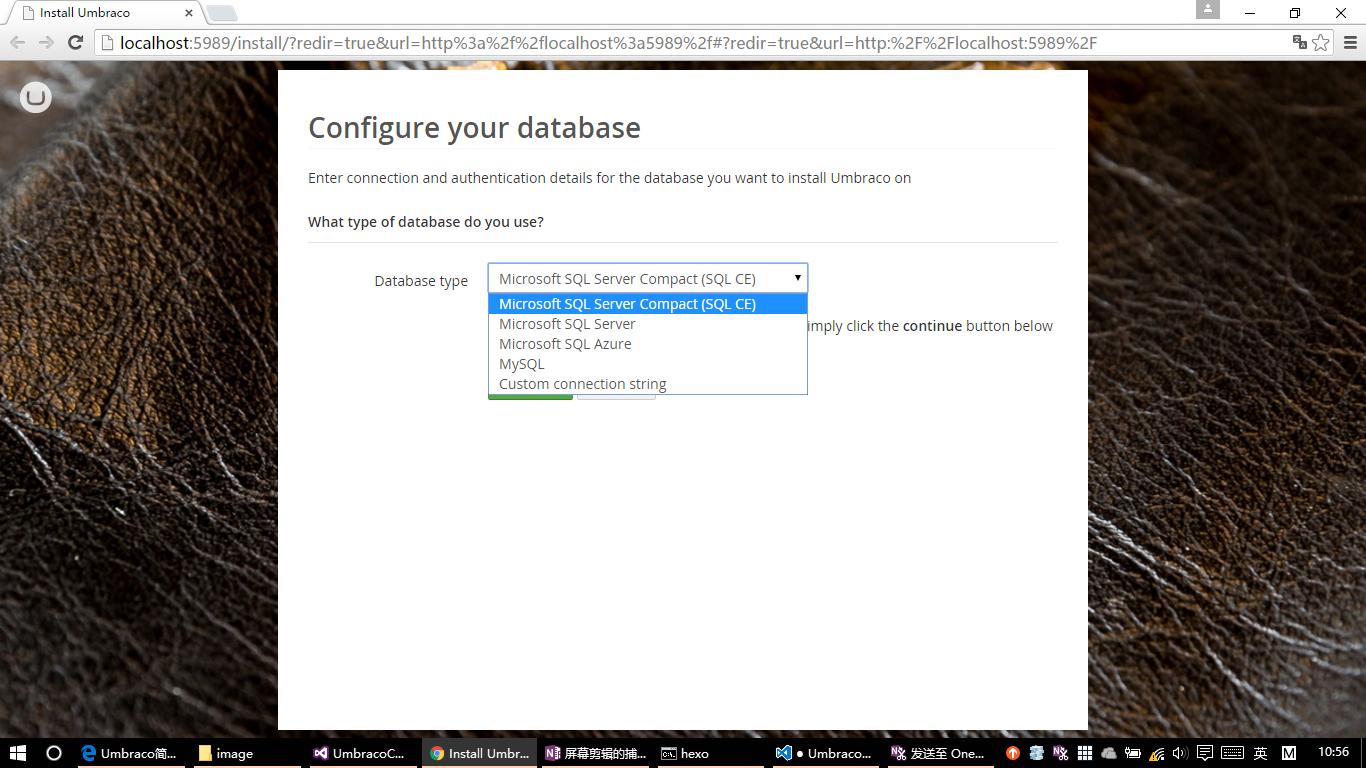 Install Umbraco
localhost:5989/install/?redir=true&url=http%3a%2f%2flocalhost%3a5989%2f#?redir=true&url=http:%2F%2Flocalhost:5989%2F
Configure your database
Enter connection and authentication details for the database you want to install Umbraco on
What type of database do you use?
Database type
Microsoft SQL Server Compact (SQL CE)
Microsoft SQL Server Compact (SQL CE)
Microsoft SQL Server
imply click the continue button below
Microsoft SQL Azure
MySQL
Custom connection string
Umbraco简...
image
UmbracoC...
Install Umbr...
屏幕剪辑的捕...
hexo
● Umbraco...
发送至 One...
英
M
10:56